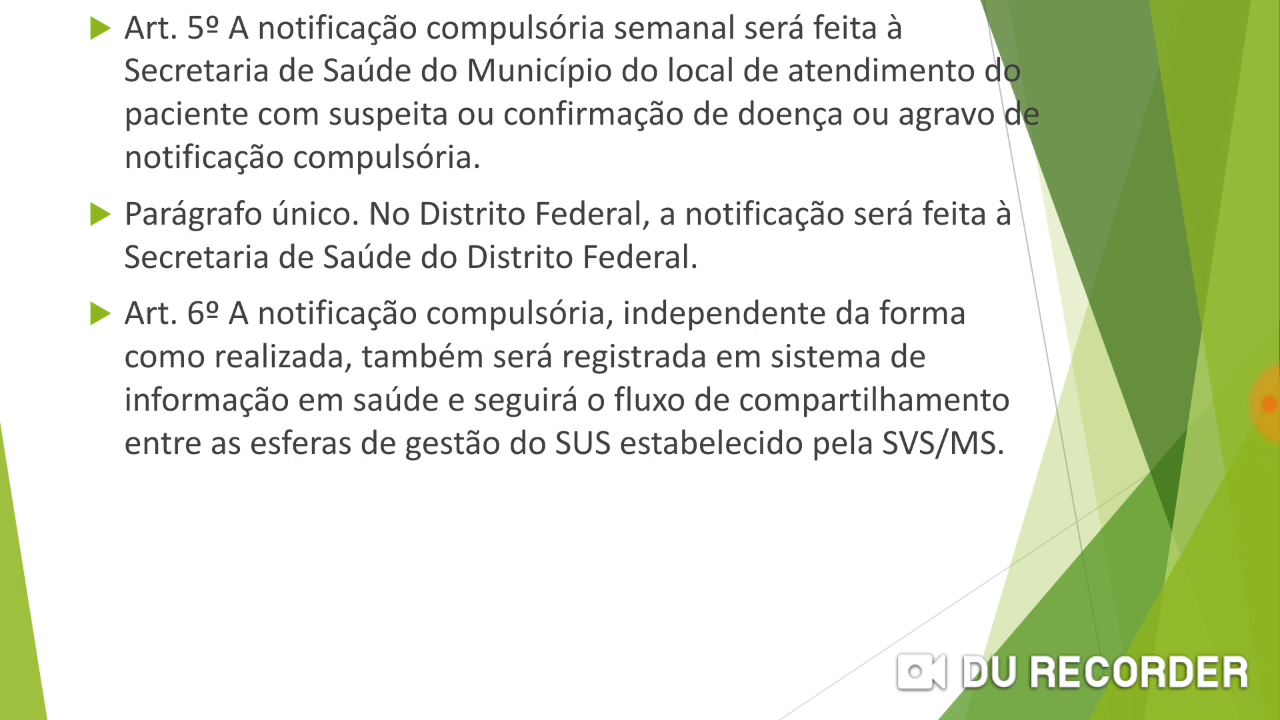 Art. 5º A notificação compulsória semanal será feita à
Secretaria de Saúde do Município do local de atendimento do
paciente com suspeita ou confirmação de doença ou agravo de
notificação compulsória.
Parágrafo único. No Distrito Federal, a notificação será feita à
Secretaria de Saúde do Distrito Federal.
Art. 6º A notificação compulsória, independente da forma
como realizada, também será registrada em sistema de
informação em saúde e seguirá o fluxo de compartilhamento
entre as esferas de gestão do SUS estabelecido pela SVS/MS.
DU RECORDER